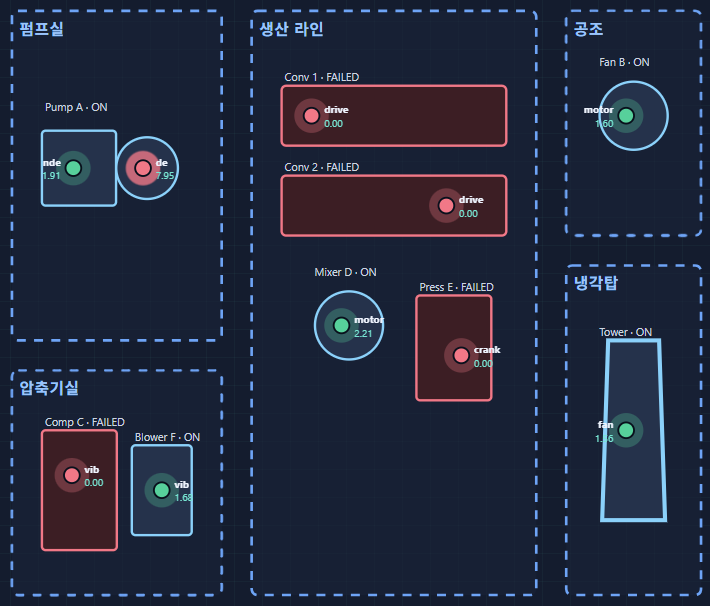 펌프실
Pump A · ON
nde
1.91
de
7.95
압축기실
Comp C · FAILED
vib
0.00
Blower F · ON
vib
1.68
생산 라인
Conv 1 · FAILED
drive
0.00
Conv 2 · FAILED
drive
0.00
Mixer D · ON
motor
2.21
Press E · FAILED
crank
0.00
공조
Fan B · ON
motor
1.60
냉각탑
Tower · ON
fan